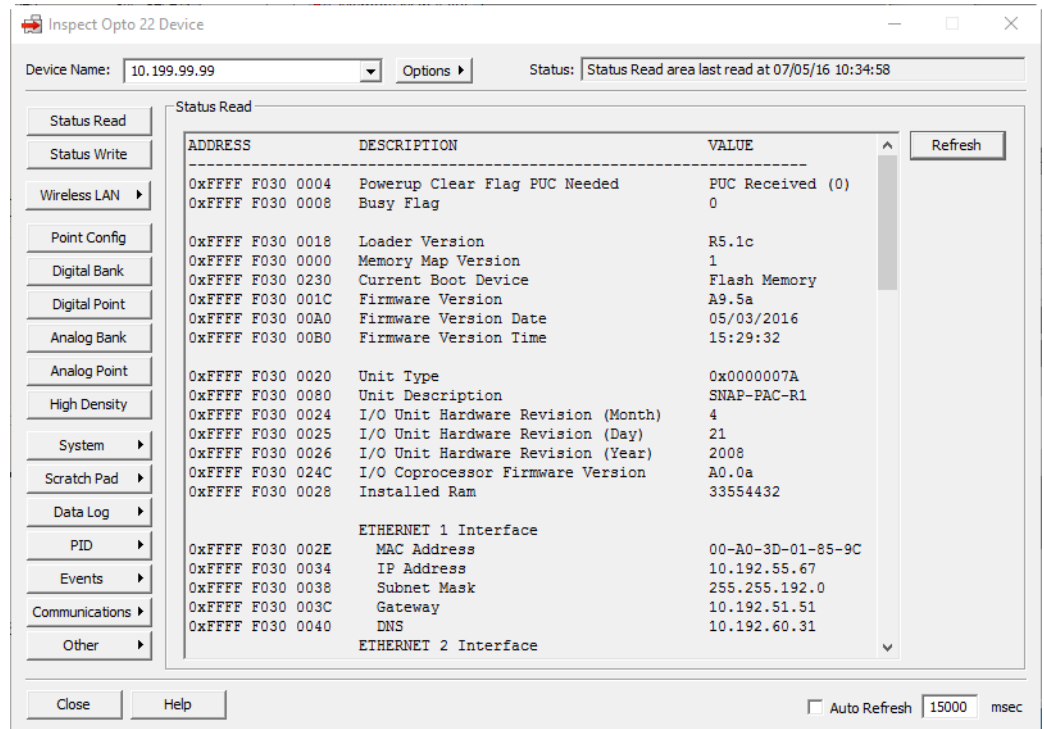 Inspect Opto 22 Device
Device Name: 10.199.99.99 Options Status: Status Read area last read at 07/05/16 10:34:58
Status Read
Status Write
Wireless LAN
Point Config
Digital Bank
Digital Point
Analog Bank
Analog Point
High Density
System
Scratch Pad
Data Log
PID
Events
Communications
Other
Status Read
Refresh
ADDRESS DESCRIPTION VALUE
0xFFFF F030 0004 Powerup Clear Flag PUC Needed PUC Received (0)
0xFFFF F030 0008 Busy Flag 0
0xFFFF F030 0018 Loader Version R5.1c
0xFFFF F030 0000 Memory Map Version 1
0xFFFF F030 0230 Current Boot Device Flash Memory
0xFFFF F030 001C Firmware Version A9.5a
0xFFFF F030 00A0 Firmware Version Date 05/03/2016
0xFFFF F030 00B0 Firmware Version Time 15:29:32
0xFFFF F030 0020 Unit Type 0x0000007A
0xFFFF F030 0080 Unit Description SNAP-PAC-R1
0xFFFF F030 0024 I/O Unit Hardware Revision (Month) 4
0xFFFF F030 0025 I/O Unit Hardware Revision (Day) 21
0xFFFF F030 0026 I/O Unit Hardware Revision (Year) 2008
0xFFFF F030 024C I/O Coprocessor Firmware Version A0.0a
0xFFFF F030 0028 Installed Ram 33554432
ETHERNET 1 Interface
0xFFFF F030 002E MAC Address 00-A0-3D-01-85-9C
0xFFFF F030 0034 IP Address 10.192.55.67
0xFFFF F030 0038 Subnet Mask 255.255.192.0
0xFFFF F030 003C Gateway 10.192.51.51
0xFFFF F030 0040 DNS 10.192.60.31
ETHERNET 2 Interface
Close Help Auto Refresh 15000 msec